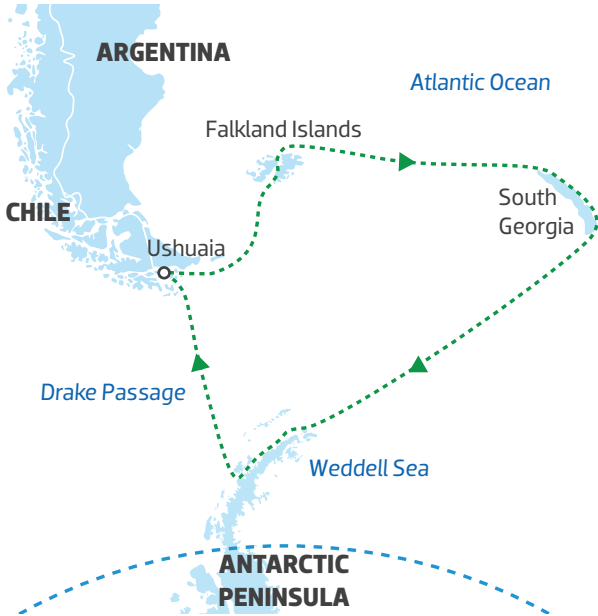 ARGENTINA
Atlantic Ocean
Falkland Islands
South
Georgia
CHILE
Ushuaia
Drake Passage
Weddell Sea
ANTARCTIC
PENINSULA